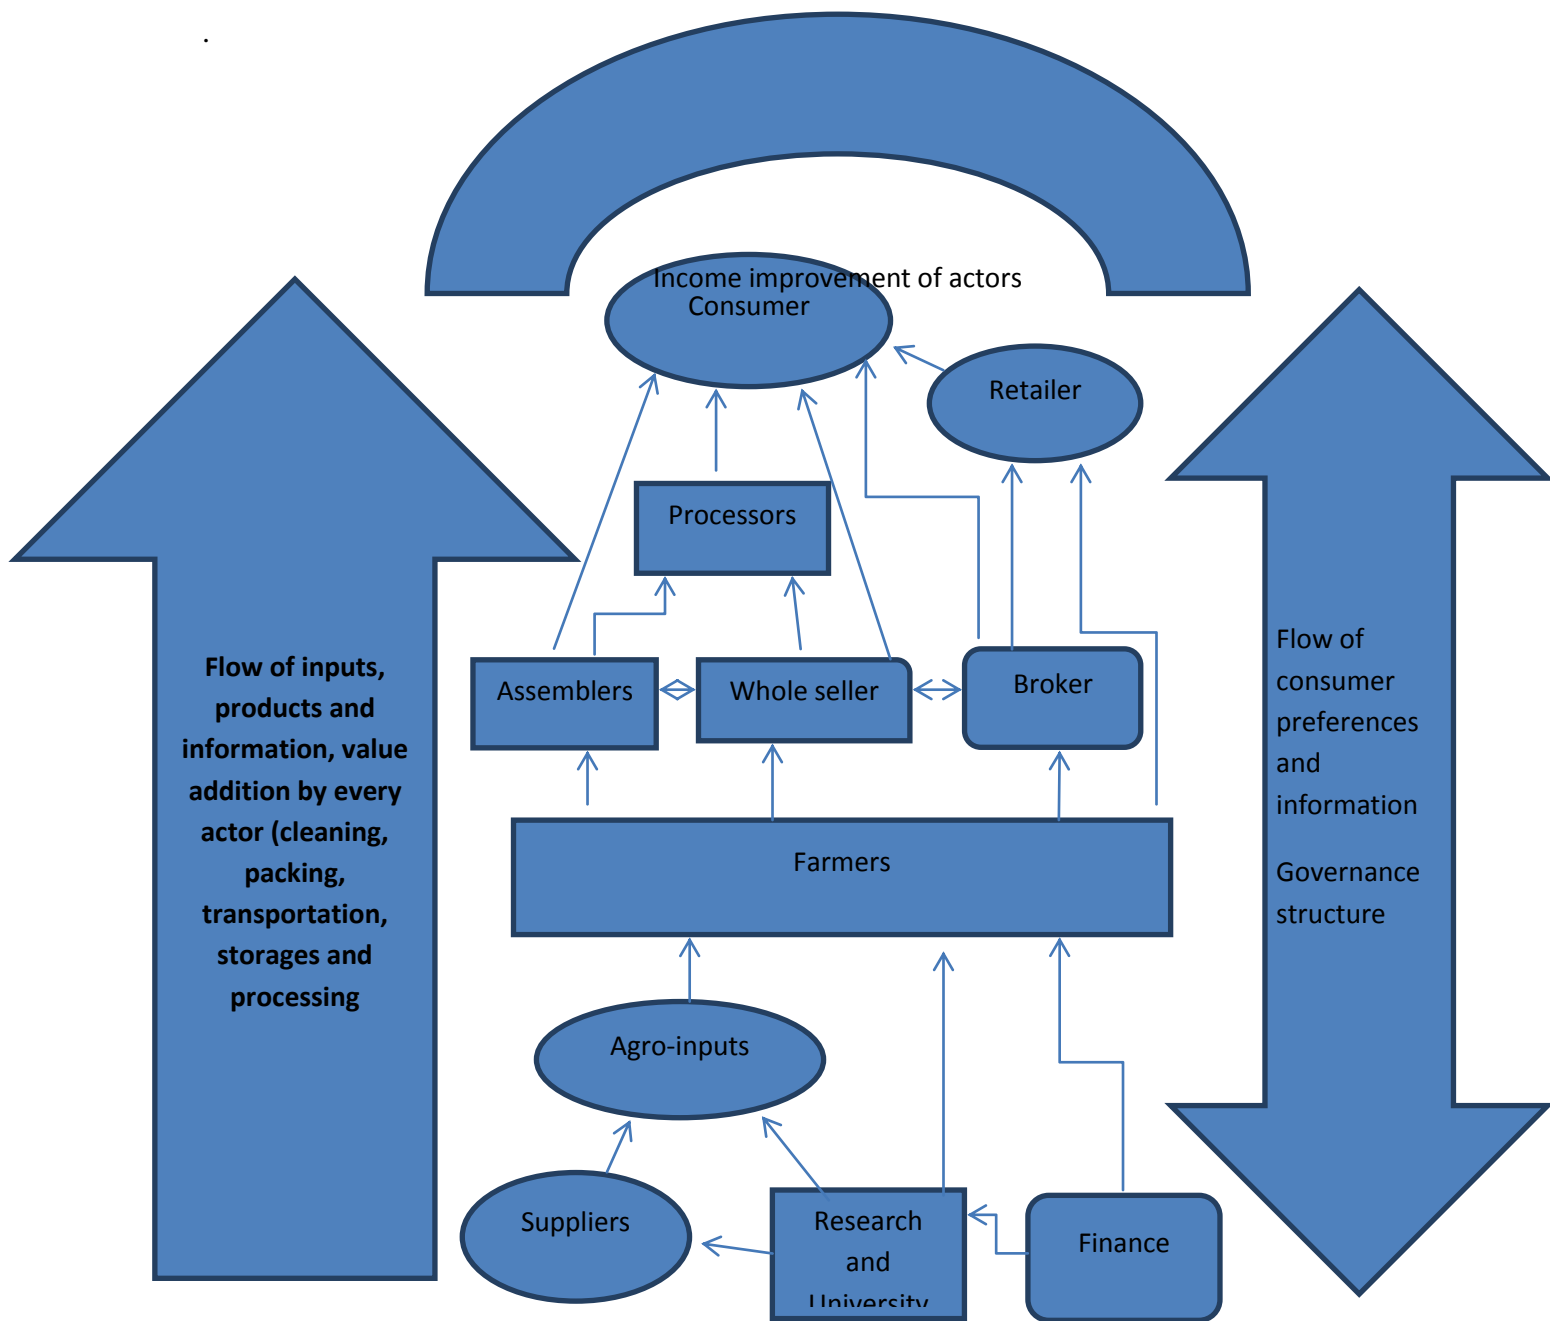 .
Income improvement of actors
Consumer
Retailer
Processors
Assemblers
Whole seller
Broker
Farmers
Agro-inputs
Suppliers
Research
and
University
Finance
Flow of inputs,
products and
information, value
addition by every
actor (cleaning,
packing,
transportation,
storages and
processing
Flow of
consumer
preferences
and
information
Governance
structure